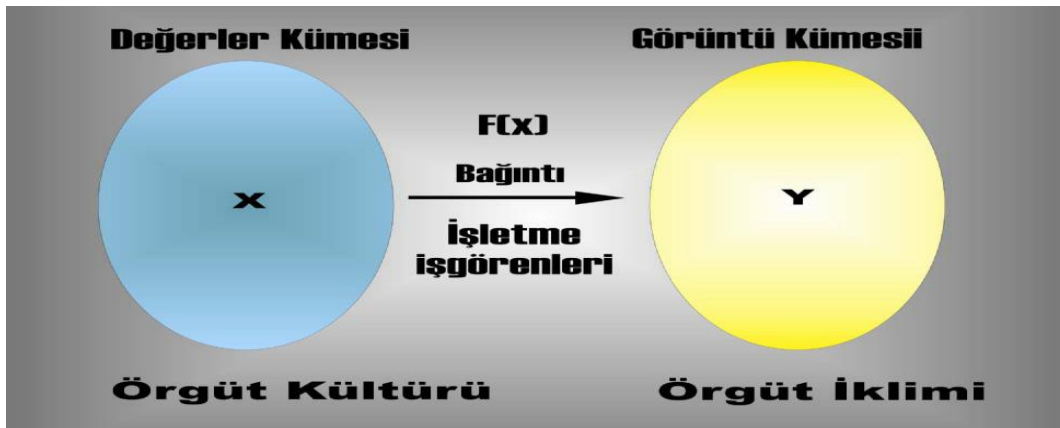 Değerler Kümesi
Görüntü Kümesii
F(x)
Bağıntı
X
Y
İşletme
işgörenleri
Örgüt Kültürü
Örgüt İklimi